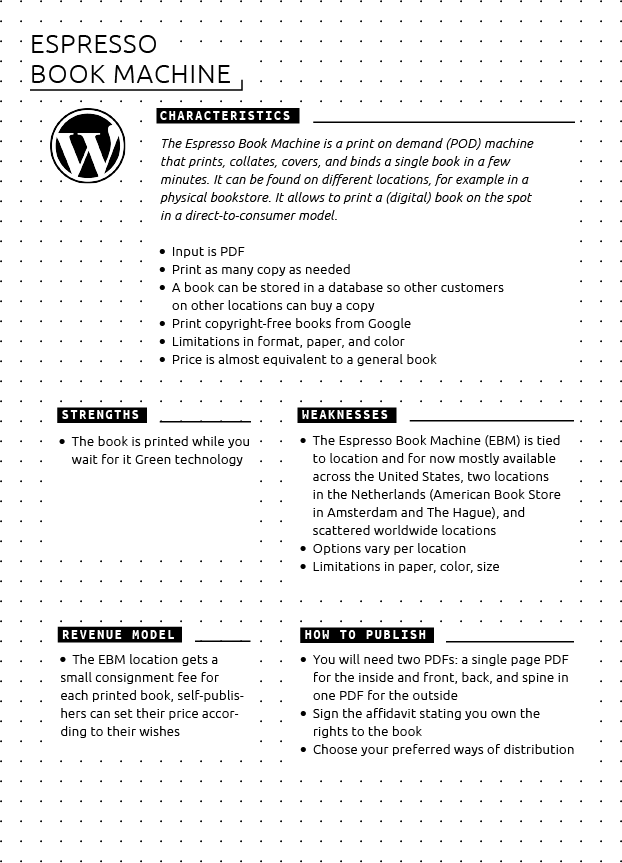 ESPRESSO
BOOK MACHINE
W
CHARACTERISTICS
The Espresso Book Machine is a print on demand (POD) machine
that prints, collates, covers, and binds a single book in a few
minutes. It can be found on different locations, for example in a
physical bookstore. It allows to print a (digital) book on the spot
in a direct-to-consumer model.
• Input is PDF
• Print as many copy as needed
• A book can be stored in a database so other customers
on other locations can buy a copy
• Print copyright-free books from Google
• Limitations in format, paper, and color
• Price is almost equivalent to a general book
STRENGTHS
• The book is printed while you
wait for it Green technology
WEAKNESSES
• The Espresso Book Machine (EBM) is tied
to location and for now mostly available
across the United States, two locations
in the Netherlands (American Book Store
in Amsterdam and The Hague), and
scattered worldwide locations
• Options vary per location
• Limitations in paper, color, size
REVENUE MODEL
• The EBM location gets a
small consignment fee for
each printed book, self-publis-
hers can set their price accor-
ding to their wishes
HOW TO PUBLISH
• You will need two PDFs: a single page PDF
for the inside and front, back, and spine in
one PDF for the outside
• Sign the affidavit stating you own the
rights to the book
• Choose your preferred ways of distribution